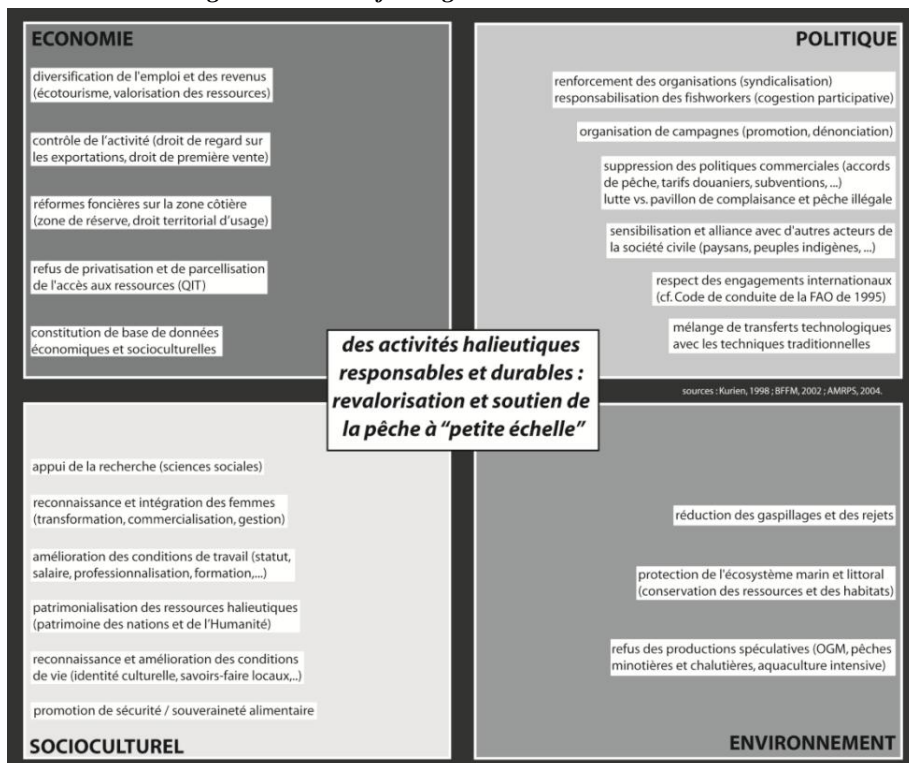 ECONOMIE
diversification de l'emploi et des revenus
(écotourisme, valorisation des ressources)
contrôle de l'activité (droit de regard sur
les exportations, droit de première vente)
réformes foncières sur la zone côtière
(zone de réserve, droit territorial d'usage)
refus de privatisation et de parcellisation
de l'accès aux ressources (QIT)
constitution de base de données
économiques et socioculturelles
POLITIQUE
renforcement des organisations (syndicalisation)
responsabilisation des fishworkers (cogestion participative)
organisation de campagnes (promotion, dénonciation)
suppression des politiques commerciales (accords
de pêche, tarifs douaniers, subventions, ...)
lutte vs. pavillon de complaisance et pêche illégale
sensibilisation et alliance avec d'autres acteurs de
la société civile (paysans, peuples indigènes, ...)
respect des engagements internationaux
(cf. Code de conduite de la FAO de 1995)
mélange de transferts technologiques
avec les techniques traditionnelles
sources : Kurien, 1998 ; BFFM, 2002 ; AMRPS, 2004.
des activités halieutiques
responsables et durables :
revalorisation et soutien de
la pêche à "petite échelle"
appui de la recherche (sciences sociales)
reconnaissance et intégration des femmes
(transformation, commercialisation, gestion)
amélioration des conditions de travail (statut,
salaire, professionnalisation, formation,...)
patrimonialisation des ressources halieutiques
(patrimoine des nations et de l'Humanité)
reconnaissance et amélioration des conditions
de vie (identité culturelle, savoirs-faire locaux,..)
promotion de sécurité / souveraineté alimentaire
SOCIOCULTUREL
réduction des gaspillages et des rejets
protection de l'écosystème marin et littoral
(conservation des ressources et des habitats)
refus des productions spéculatives (OGM, pêches
minotières et chalutières, aquaculture intensive)
ENVIRONNEMENT